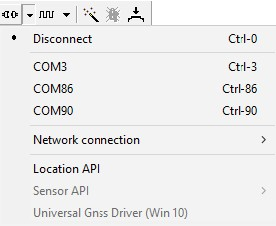 Disconnect Ctrl-0
COM3 Ctrl-3
COM86 Ctrl-86
COM90 Ctrl-90
Network connection
Location API
Sensor API
Universal Gnss Driver (Win 10)